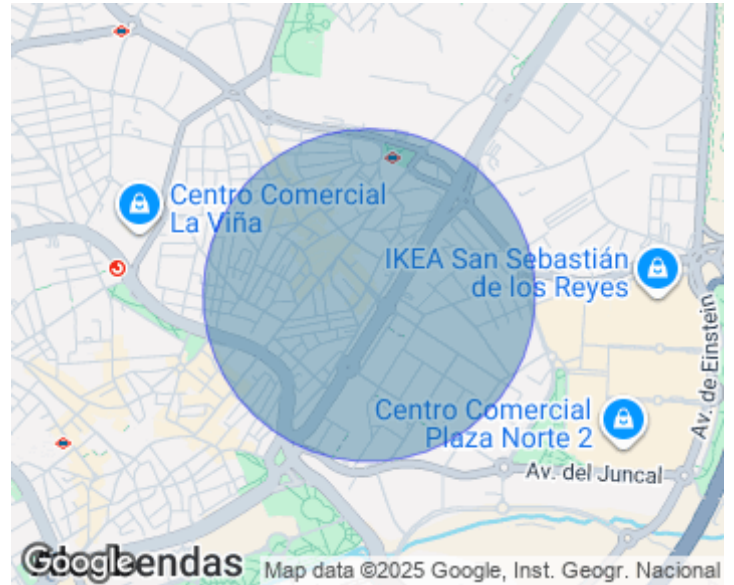 Centro Comercial
La Viña
IKEA San Sebastián
de los Reyes
Av. de Einstein
Centro Comercial
Plaza Norte 2
Av. del Juncal
Google
Map data ©2025 Google, Inst. Geogr. Nacional